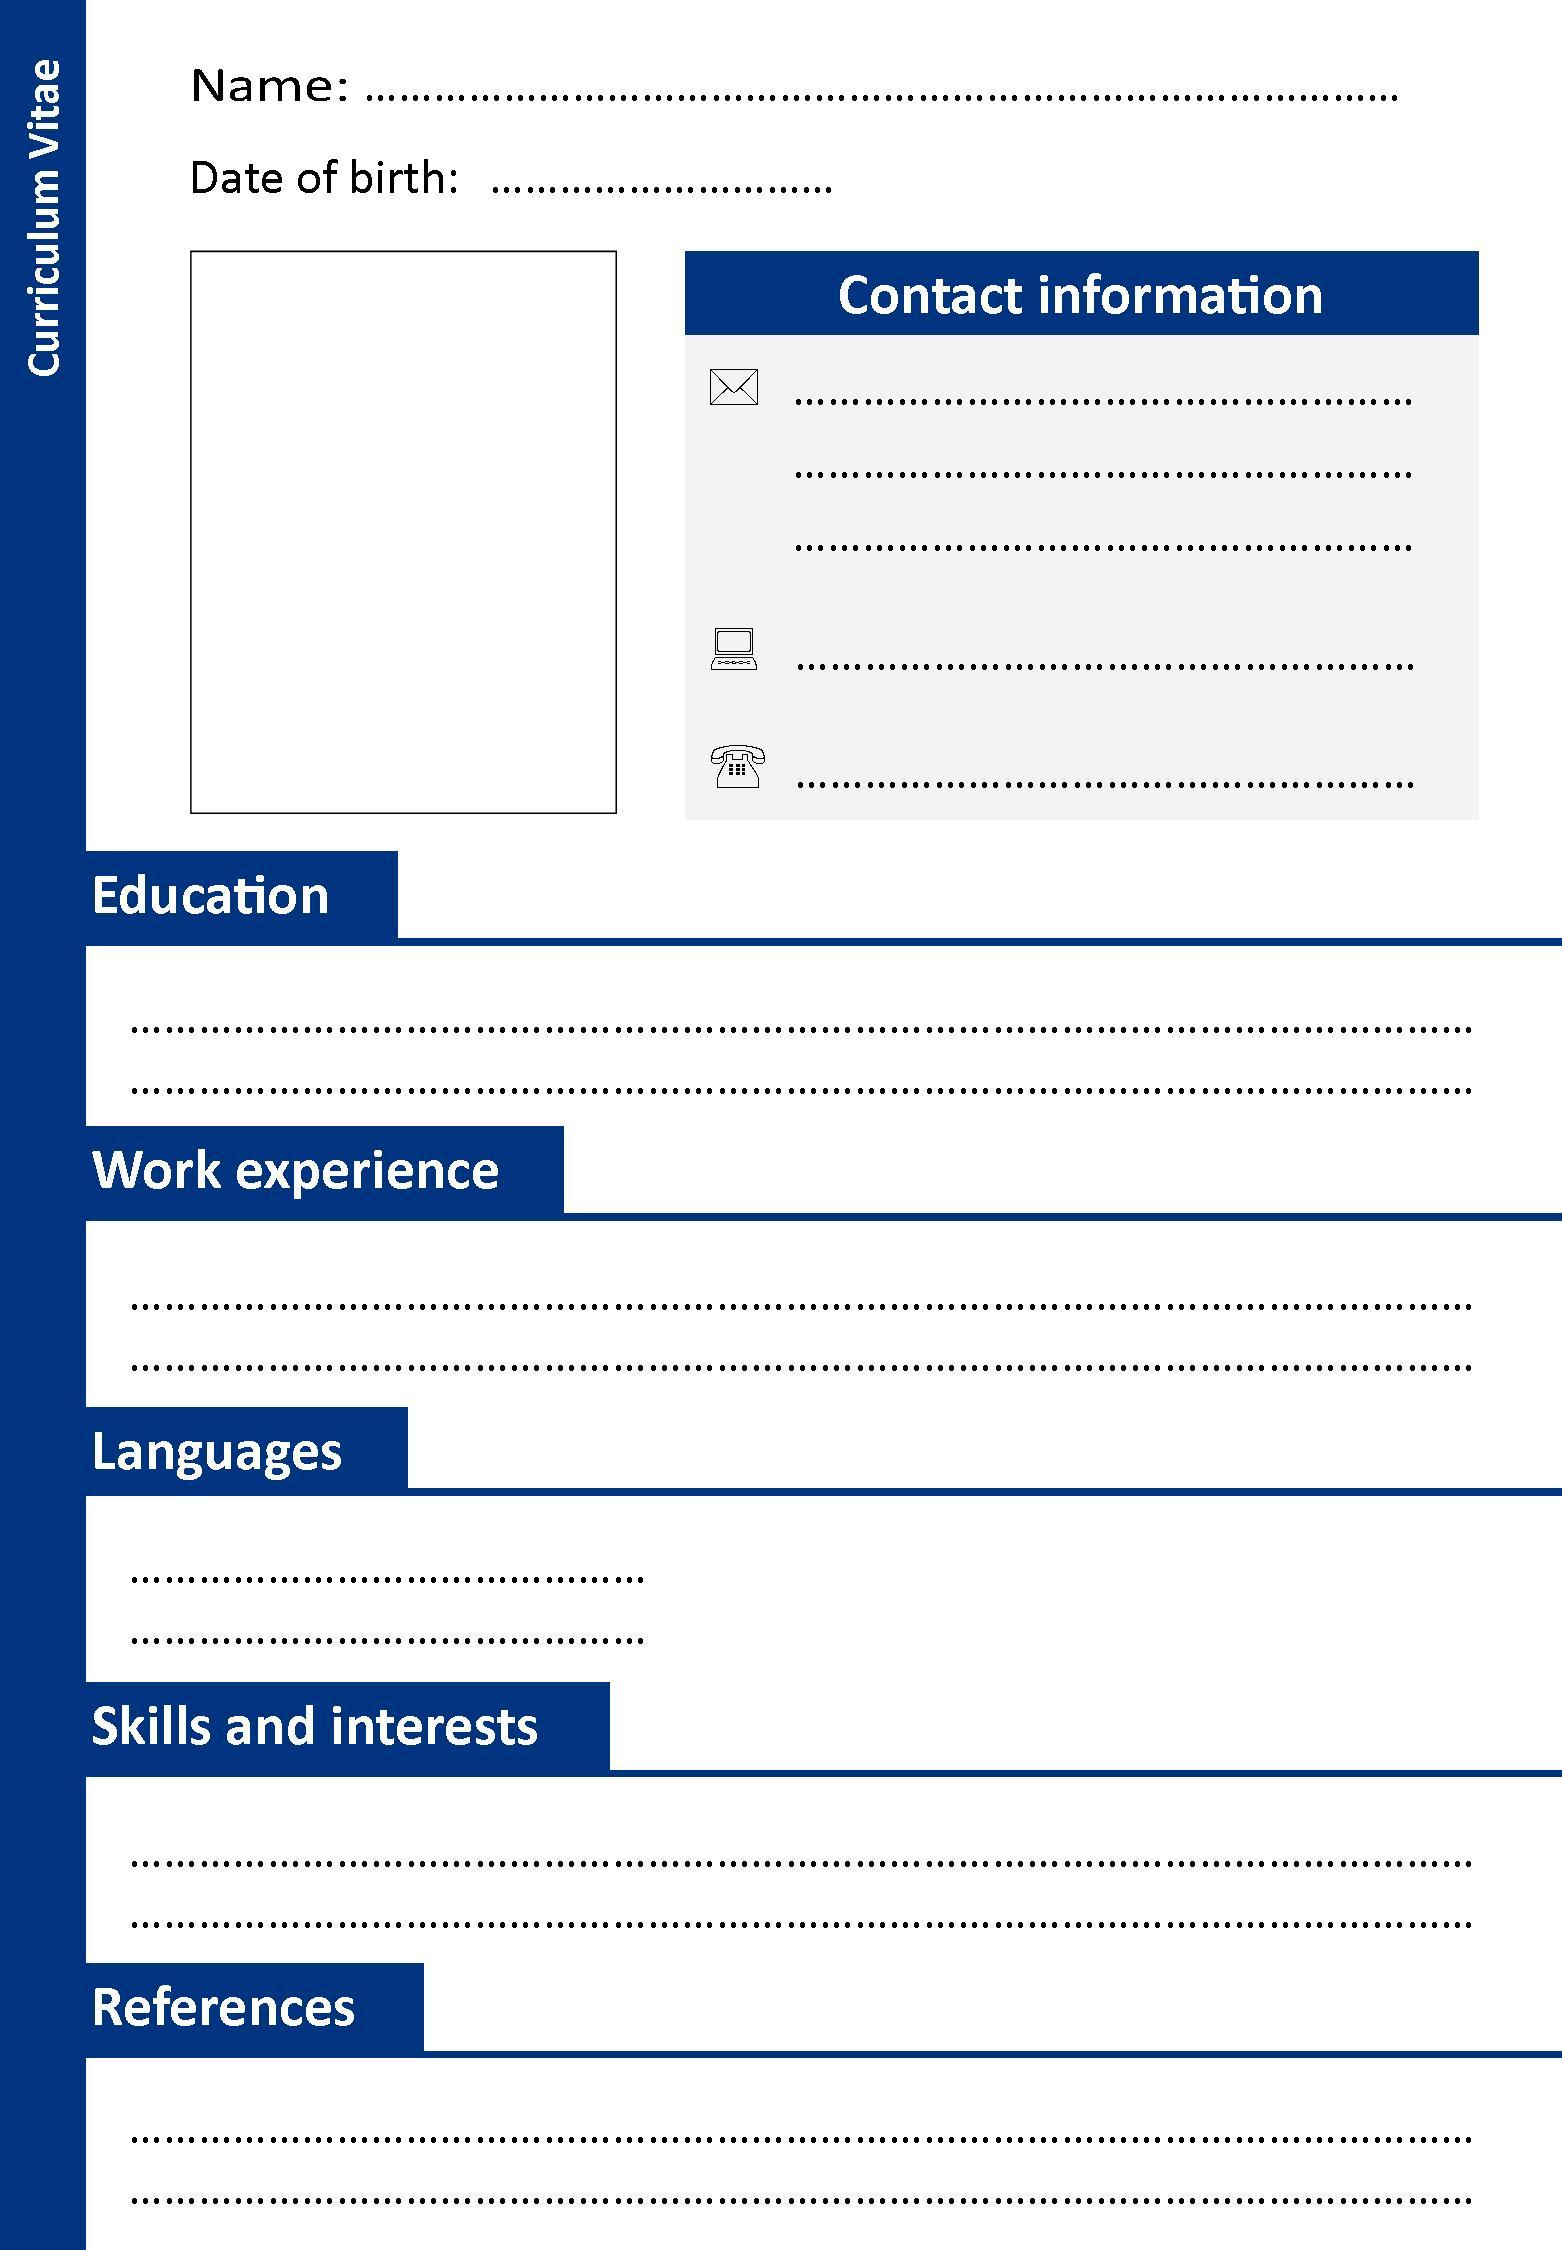 Curriculum Vitae
Name: ........................................................................................
Date of birth: ..............................
Contact information
......................................................
......................................................
......................................................
......................................................
......................................................
Education
.....................................................................................................................
.....................................................................................................................
Work experience
.....................................................................................................................
.....................................................................................................................
Languages
.............................................
.............................................
Skills and interests
.....................................................................................................................
.....................................................................................................................
References
.....................................................................................................................
.....................................................................................................................